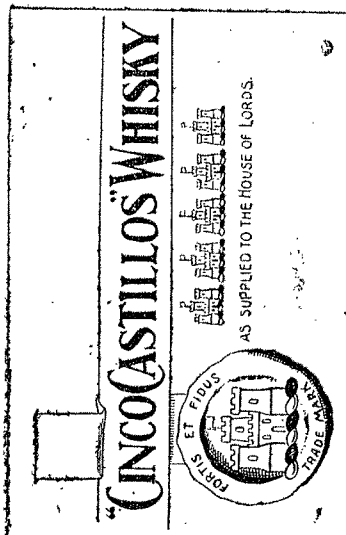 "CINCO CASTILLOS" WHISKY
AS SUPPLIED TO THE HOUSE OF LORDS.
FORTIS ET FIDUS
TRADE MARK